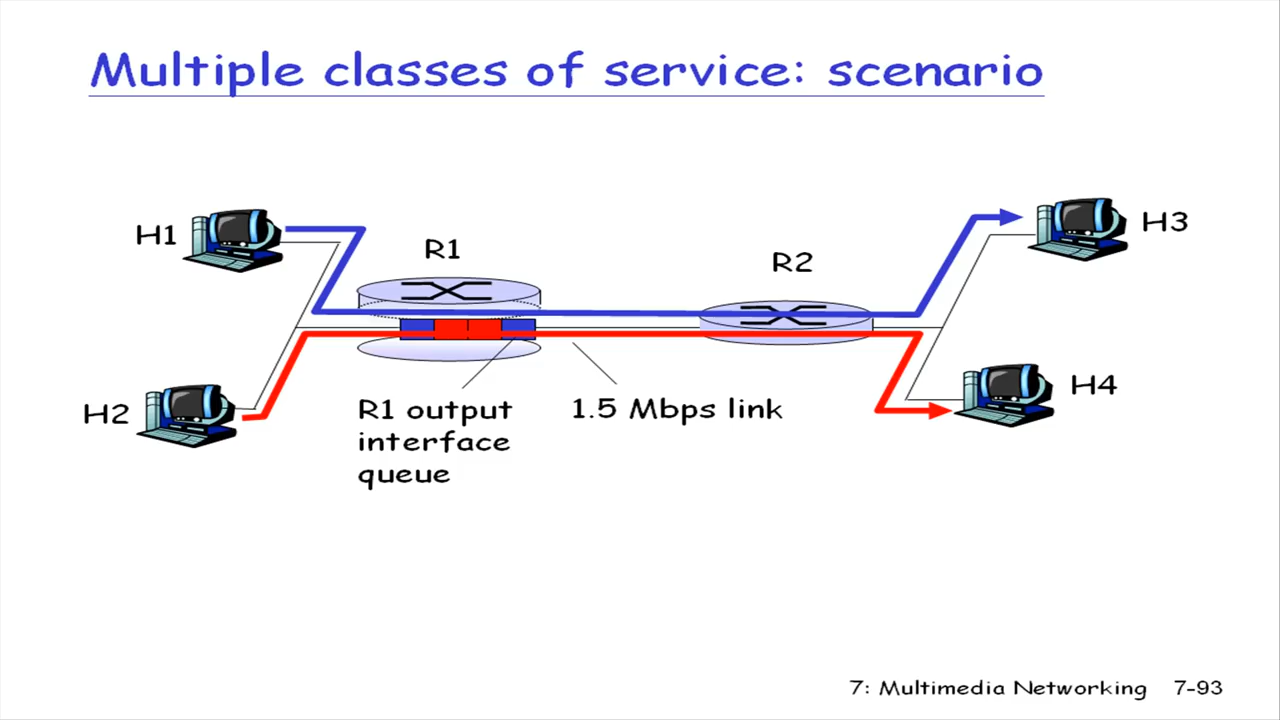 Multiple classes of service: scenario
H1
R1
R2
H3
H2
R1 output
interface
queue
1.5 Mbps link
H4
7: Multimedia Networking 7-93